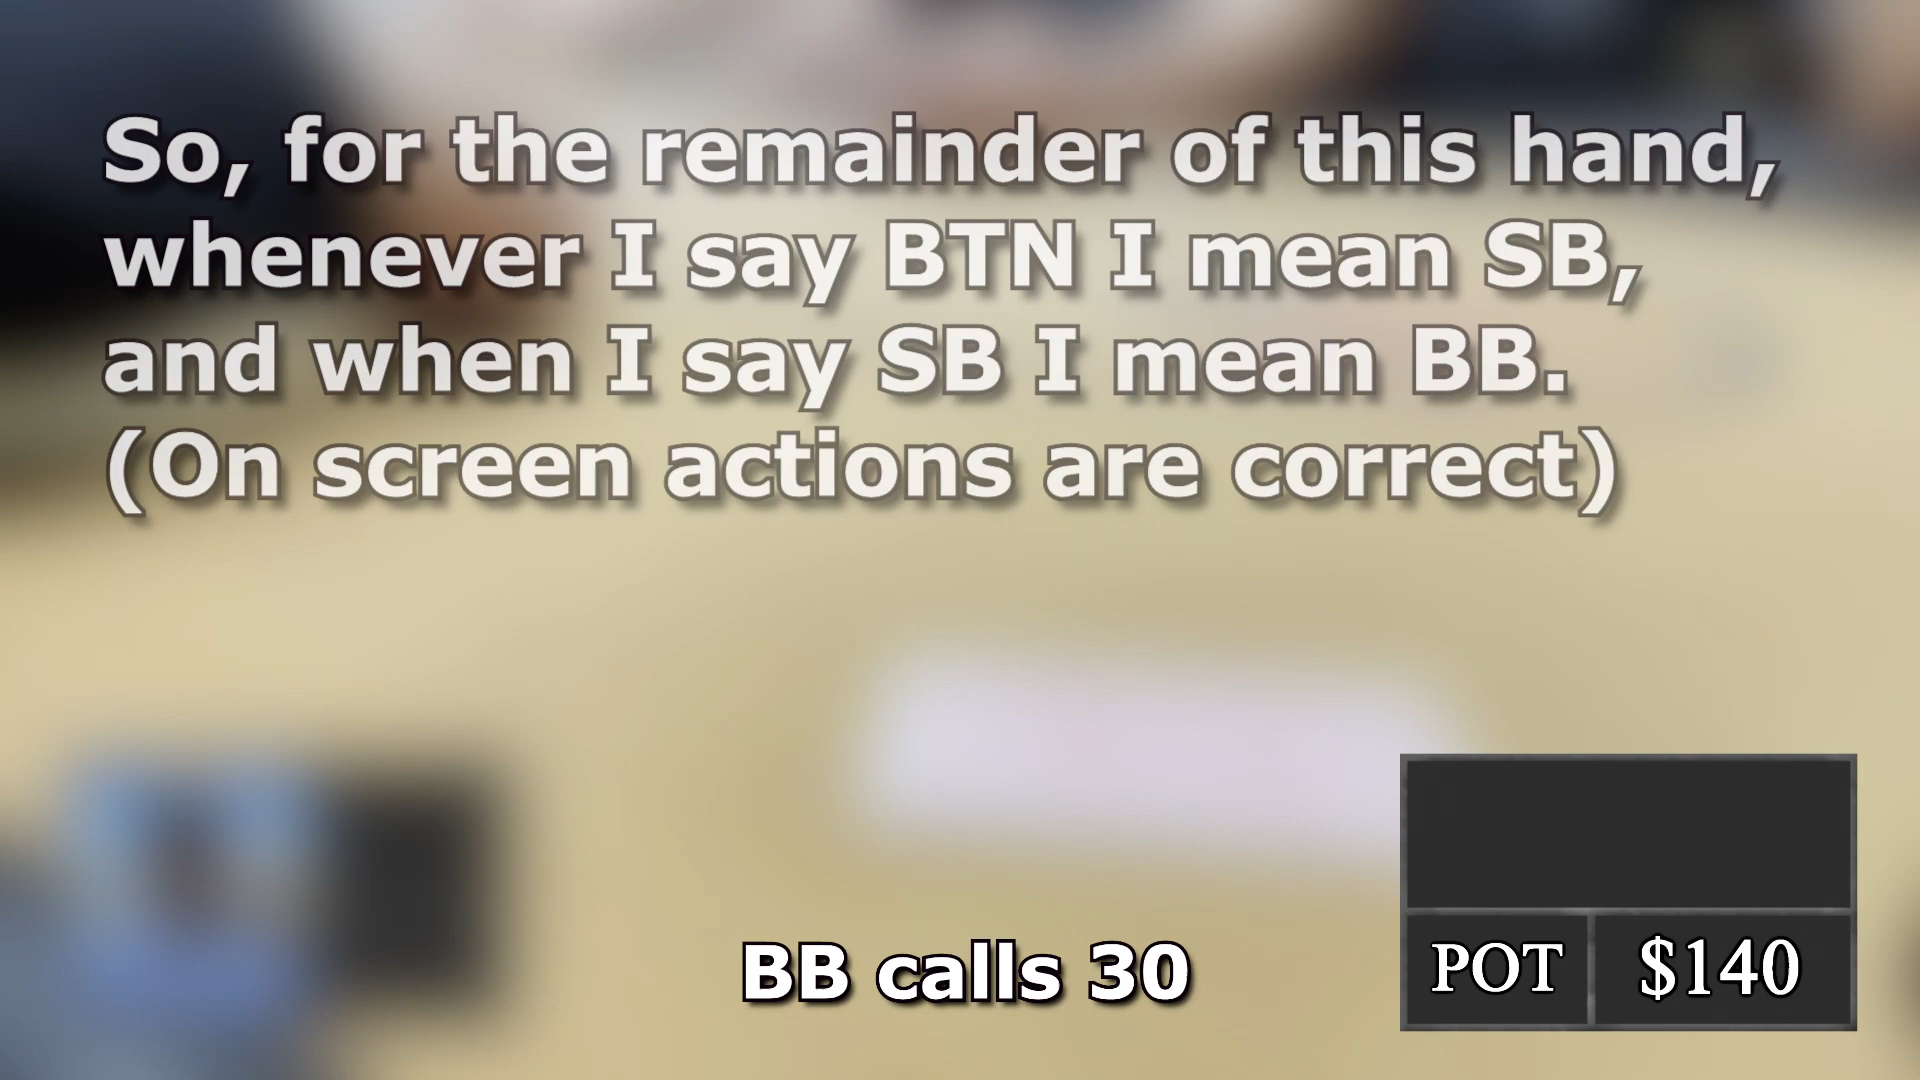 So, for the remainder of this hand,
whenever I say BTN I mean SB,
and when I say SB I mean BB.
(On screen actions are correct)
BB calls 30
POT $140